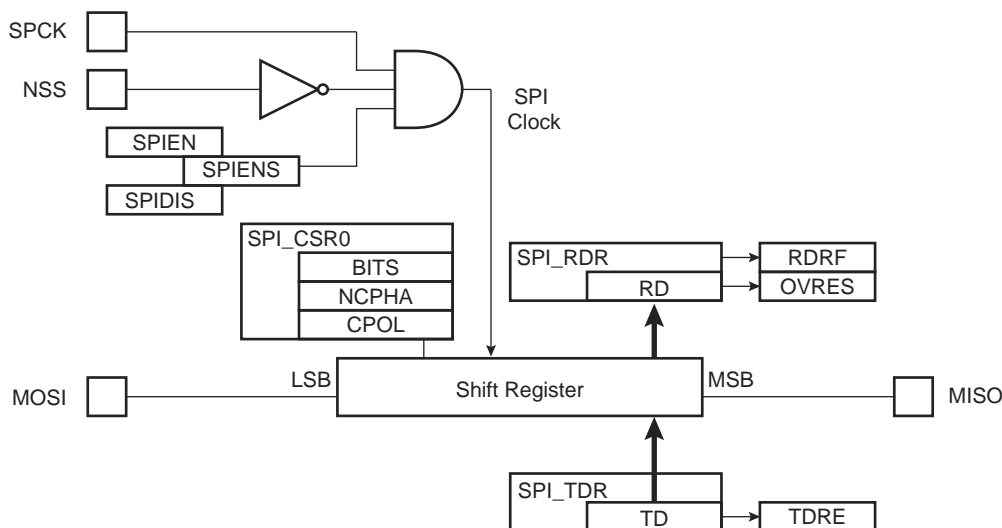 SPCK
NSS
SPI
Clock
SPIEN
SPIENS
SPIDIS
SPI_CSR0
BITS
NCPHA
CPOL
SPI_RDR
RD
RDRF
OVRES
MOSI
LSB
Shift Register
MSB
MISO
SPI_TDR
TD
TDRE